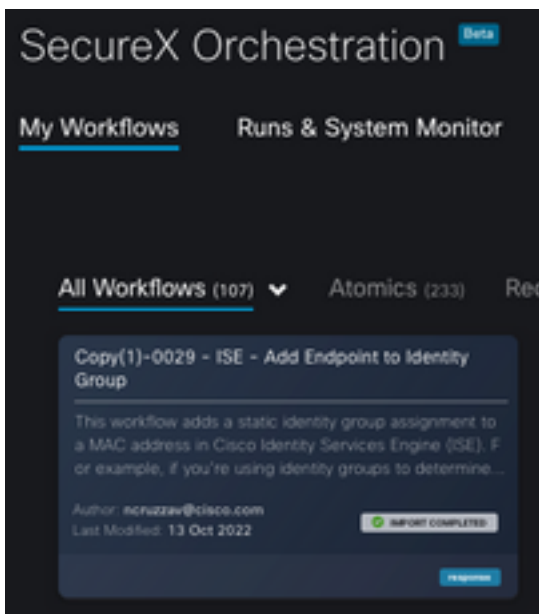 SecureX Orchestration Beta
My Workflows Runs & System Monitor
All Workflows (107) Atomics (233) Rec
Copy(1)-0029 - ISE - Add Endpoint to Identity
Group
This workflow adds a static identity group assignment to
a MAC address in Cisco Identity Services Engine (ISE). F
or example, if you're using identity groups to determine...
Author: ncruzzav@cisco.com
Last Modified: 13 Oct 2022
IMPORT COMPLETED
response